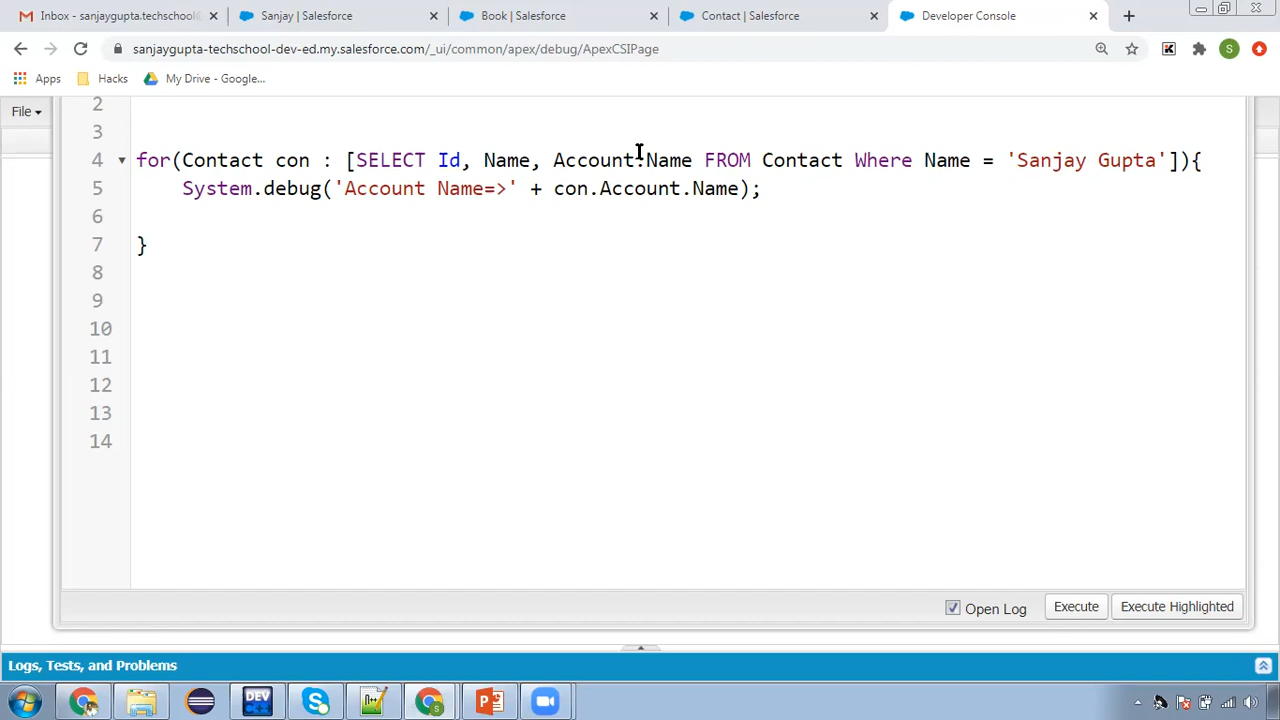 Inbox - sanjaygupta.techschool@
Sanjay | Salesforce
Book | Salesforce
Contact | Salesforce
Developer Console
sanjaygupta-techschool-dev-ed.my.salesforce.com/_ui/common/apex/debug/ApexCSIPage
S
Apps
Hacks
My Drive - Google...
File
2
3
4 for(Contact con : [SELECT Id, Name, Account.Name FROM Contact Where Name = 'Sanjay Gupta']){
5 System.debug('Account Name=>' + con.Account.Name);
6
7 }
8
9
10
11
12
13
14
Open Log
Execute
Execute Highlighted
Logs, Tests, and Problems
DEV